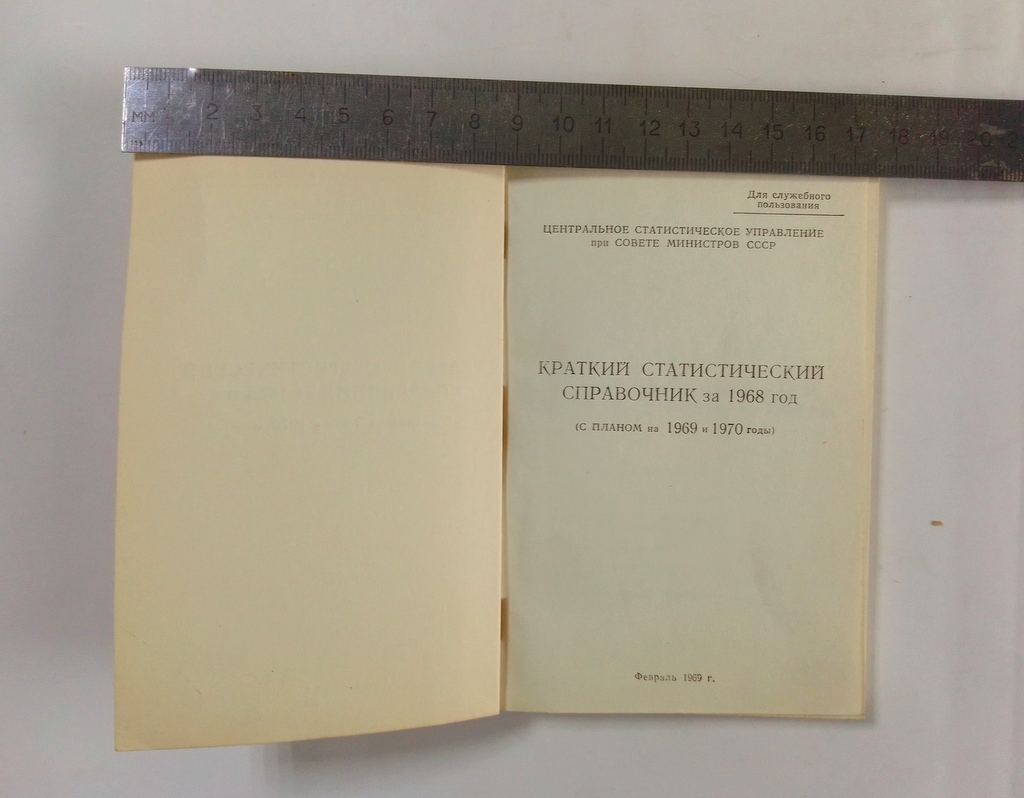 мм 2 3 4 5 6 7 8 9 10 11 12 13 14 15 16 17 18 19 20
Для служебного
пользования
ЦЕНТРАЛЬНОЕ СТАТИСТИЧЕСКОЕ УПРАВЛЕНИЕ
при СОВЕТЕ МИНИСТРОВ СССР
КРАТКИЙ СТАТИСТИЧЕСКИЙ
СПРАВОЧНИК за 1968 год
(С ПЛАНОМ на 1969 и 1970 годы)
Февраль 1969 г.